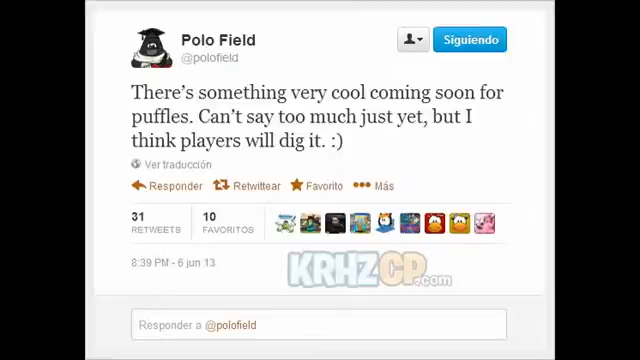 Polo Field
@polofield
Siguiendo
There's something very cool coming soon for
puffles. Can't say too much just yet, but I
think players will dig it. :)
Ver traducción
Responder Retwittear Favorito Más
31 10
RETWEETS FAVORITOS
8:39 PM - 6 jun 13
KRHZCP.com
Responder a @polofield